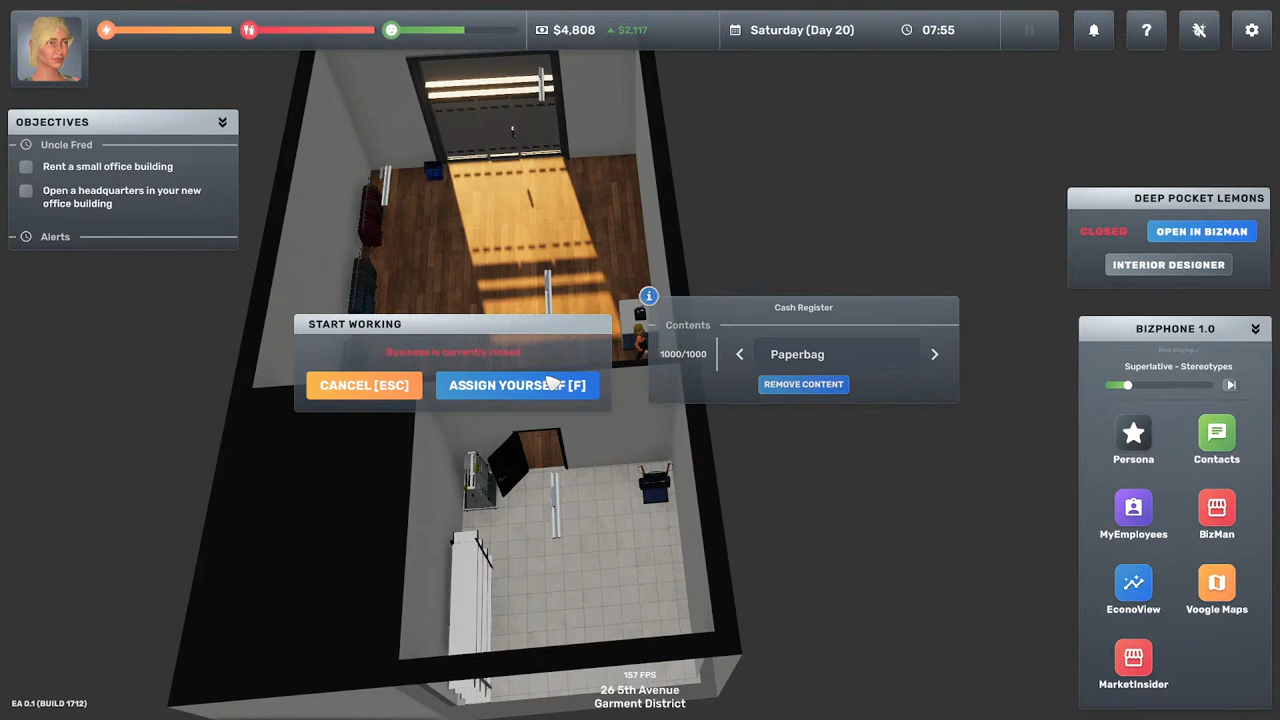 $4,808
$2,117
Saturday (Day 20)
07:55
?
OBJECTIVES
Uncle Fred
Rent a small office building
Open a headquarters in your new
office building
Alerts
DEEP POCKET LEMONS
CLOSED
OPEN IN BIZMAN
INTERIOR DESIGNER
START WORKING
Business is currently closed
CANCEL [ESC]
ASSIGN YOURSELF [F]
i
Cash Register
Contents
1000/1000
Paperbag
REMOVE CONTENT
BIZPHONE 1.0
Now playing...
Superlative - Stereotypes
Persona
Contacts
MyEmployees
BizMan
EconoView
Voogle Maps
MarketInsider
157 FPS
26 5th Avenue
Garment District
EA 0.1 (BUILD 1712)